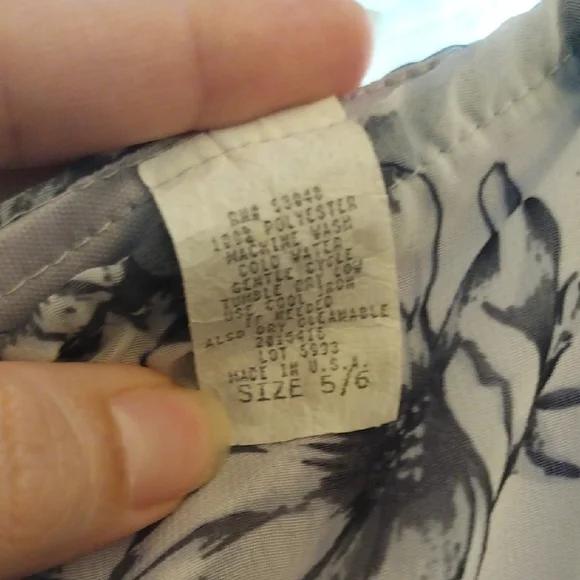 RN# 53040
100% POLYESTER
MACHINE WASH
COLD WATER
GENTLE CYCLE
TUMBLE DRY LOW
USE COOL IRON
IF NEEDED
ALSO DRY CLEANABLE
LOT 5933
MADE IN U.S.A.
SIZE 5/6